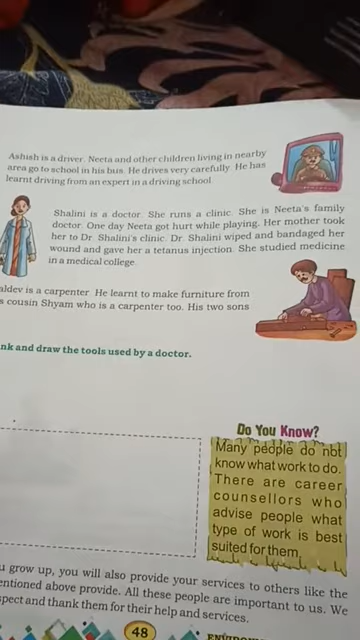 Ashish is a driver. Neeta and other children living in nearby
area go to school in his bus. He drives very carefully. He has
learnt driving from an expert in a driving school.
Shalini is a doctor. She runs a clinic. She is Neeta's family
doctor. One day Neeta got hurt while playing. Her mother took
her to Dr. Shalini's clinic. Dr. Shalini wiped and bandaged her
wound and gave her a tetanus injection. She studied medicine
in a medical college.
aldev is a carpenter. He learnt to make furniture from
s cousin Shyam who is a carpenter too. His two sons
nk and draw the tools used by a doctor.
Do You Know?
Many people do not
know what work to do.
There are career
counsellors who
advise people what
type of work is best
suited for them.
u grow up, you will also provide your services to others like the
entioned above provide. All these people are important to us. We
spect and thank them for their help and services.
48